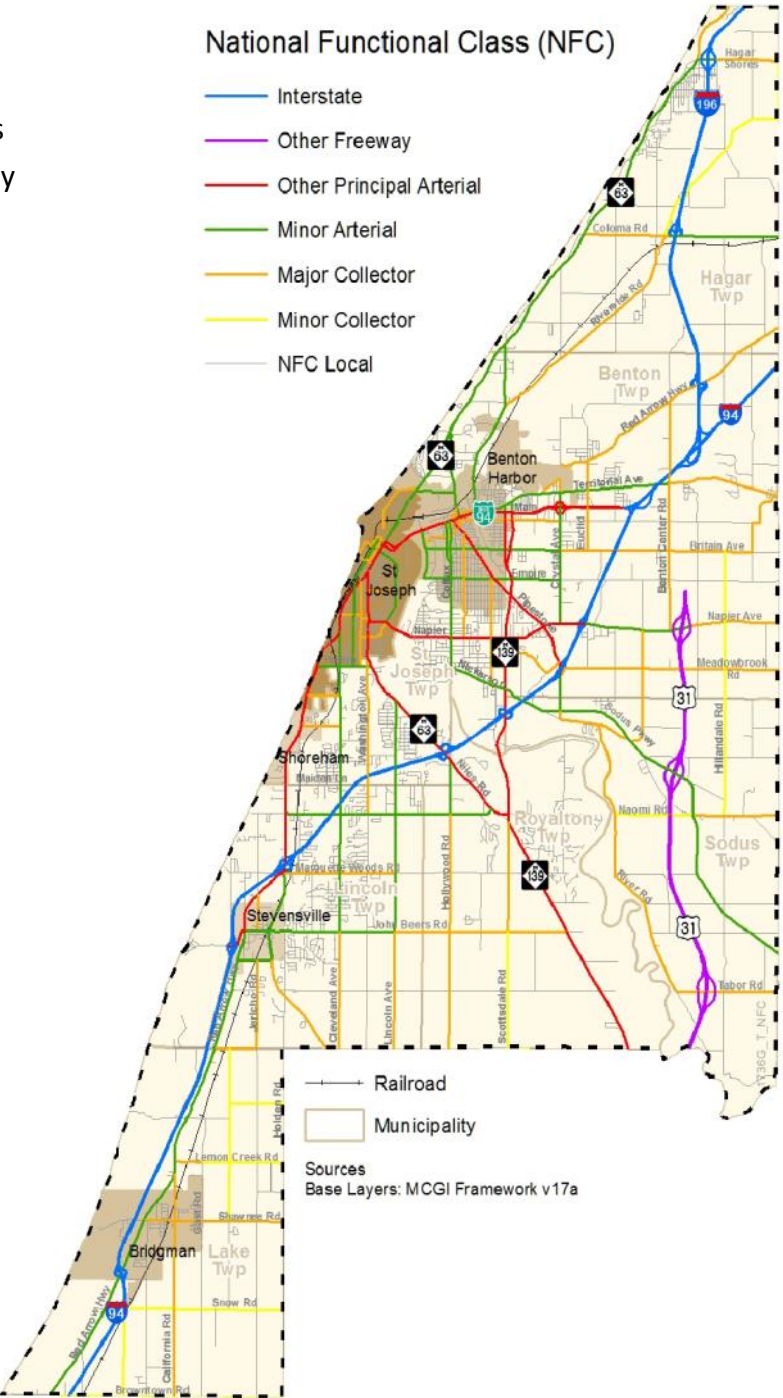 National Functional Class (NFC)
s
y
Interstate
Other Freeway
Other Principal Arterial
Minor Arterial
Major Collector
Minor Collector
NFC Local
Hagar
Shores
196
M
63
Coloma Rd
Hagar
Twp
Riverside Rd
Benton
Twp
Red Arrow Hwy
94
M
63
Benton
Harbor
Territorial Ave
94
Main
Euclid
Crystal Ave
Benton Center Rd
Britain Ave
St
Joseph
Colfax
Empire
Pipestone
Napier
Napier Ave
St
Joseph
Twp
M
139
Meadowbrook
Rd
31
Washington Ave
M
63
Sodus Pkwy
Hillandale Rd
Shoreham
Maiden Ln
Niles Rd
Royalton
Twp
Naomi Rd
Sodus
Twp
Hollywood Rd
M
139
River Rd
Marquette Woods Rd
Lincoln
Twp
Stevensville
John Beers Rd
31
Jericho Rd
Cleveland Ave
Lincoln Ave
Scottsdale Rd
Tabor Rd
Railroad
Municipality
Sources
Base Layers: MCGI Framework v17a
Holden Rd
Lemon Creek Rd
Gast Rd
Shawnee Rd
Bridgman
Lake
Twp
Snow Rd
94
Red Arrow Hwy
California Rd
Browntown Rd